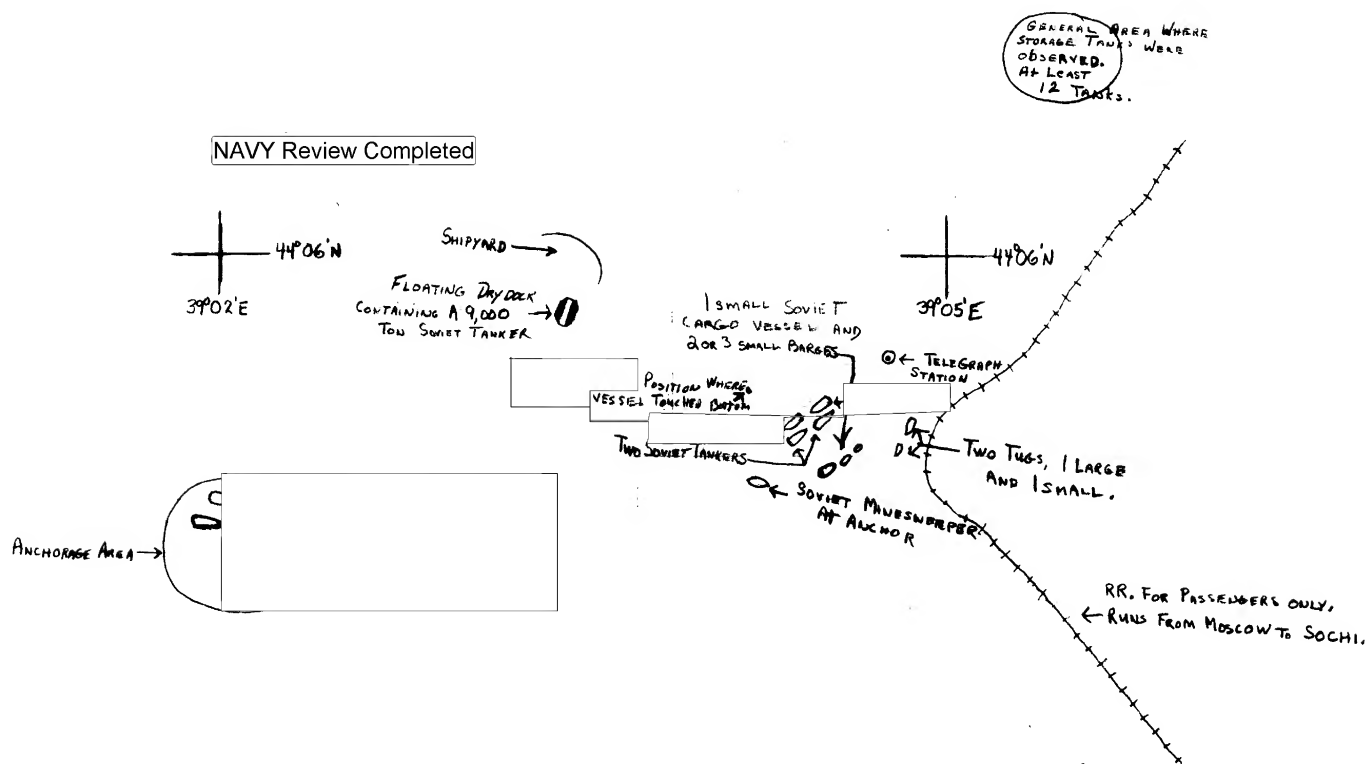 GENERAL AREA WHERE
STORAGE TANKS WERE
OBSERVED.
AT LEAST
12 TANKS.
NAVY Review Completed
44°06'N
39°02'E
SHIPYARD
FLOATING DRYDOCK
CONTAINING A 9,000
TON SOVIET TANKER
1 SMALL SOVIET
CARGO VESSEL AND
2 OR 3 SMALL BARGES
44°06'N
39°05'E
TELEGRAPH
STATION
POSITION WHERE
VESSEL TOUCHED BOTTOM
TWO SOVIET TANKERS
TWO TUGS, 1 LARGE
AND 1 SMALL.
SOVIET MINESWEEPER
AT ANCHOR
ANCHORAGE AREA
RR. FOR PASSENGERS ONLY.
RUNS FROM MOSCOW TO SOCHI.